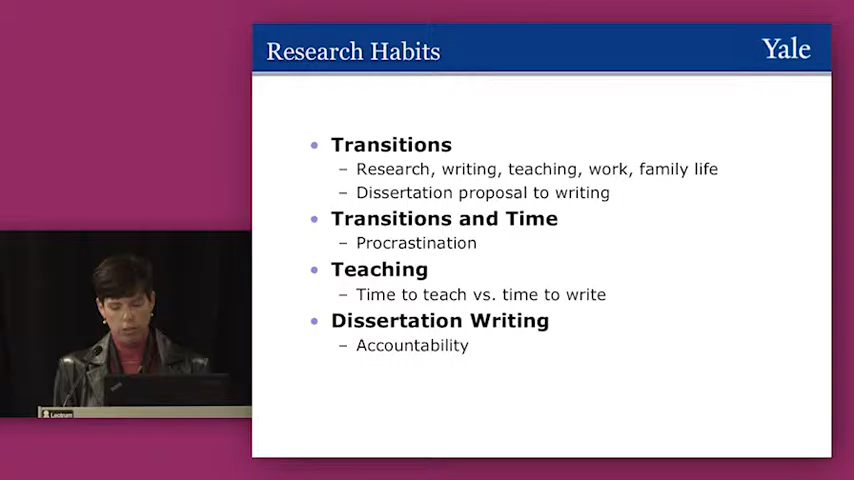 Research Habits
Yale
• Transitions
– Research, writing, teaching, work, family life
– Dissertation proposal to writing
• Transitions and Time
– Procrastination
• Teaching
– Time to teach vs. time to write
• Dissertation Writing
– Accountability